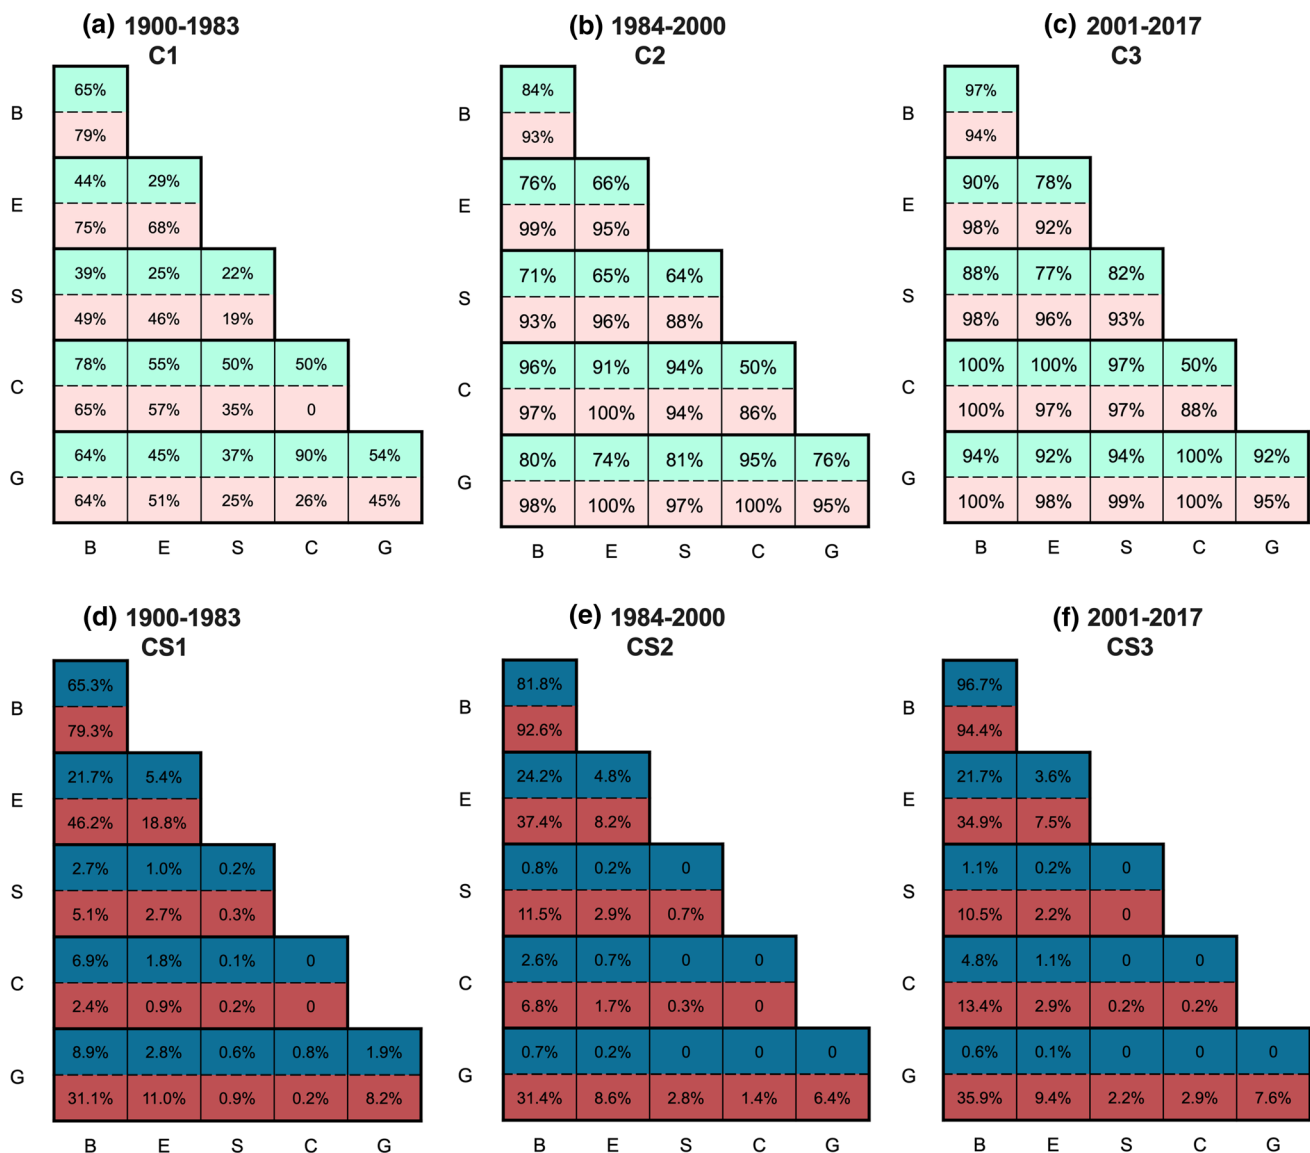 (a) 1900-1983
C1
(b) 1984-2000
C2
(c) 2001-2017
C3
65%
84%
97%
B
B
B
79%
93%
94%
44% 29%
76% 66%
90% 78%
E
E
E
75% 68%
99% 95%
98% 92%
39% 25% 22%
71% 65% 64%
88% 77% 82%
S
S
S
49% 46% 19%
93% 96% 88%
98% 96% 93%
78% 55% 50% 50%
96% 91% 94% 50%
100% 100% 97% 50%
C
C
C
65% 57% 35% 0
97% 100% 94% 86%
100% 97% 97% 88%
64% 45% 37% 90% 54%
80% 74% 81% 95% 76%
94% 92% 94% 100% 92%
G
G
G
64% 51% 25% 26% 45%
98% 100% 97% 100% 95%
100% 98% 99% 100% 95%
B E S C G
B E S C G
B E S C G
(d) 1900-1983
CS1
(e) 1984-2000
CS2
(f) 2001-2017
CS3
65.3%
81.8%
96.7%
B
B
B
79.3%
92.6%
94.4%
21.7% 5.4%
24.2% 4.8%
21.7% 3.6%
E
E
E
46.2% 18.8%
37.4% 8.2%
34.9% 7.5%
2.7% 1.0% 0.2%
0.8% 0.2% 0
1.1% 0.2% 0
S
S
S
5.1% 2.7% 0.3%
11.5% 2.9% 0.7%
10.5% 2.2% 0
6.9% 1.8% 0.1% 0
2.6% 0.7% 0 0
4.8% 1.1% 0 0
C
C
C
2.4% 0.9% 0.2% 0
6.8% 1.7% 0.3% 0
13.4% 2.9% 0.2% 0.2%
8.9% 2.8% 0.6% 0.8% 1.9%
0.7% 0.2% 0 0 0
0.6% 0.1% 0 0 0
G
G
G
31.1% 11.0% 0.9% 0.2% 8.2%
31.4% 8.6% 2.8% 1.4% 6.4%
35.9% 9.4% 2.2% 2.9% 7.6%
B E S C G
B E S C G
B E S C G